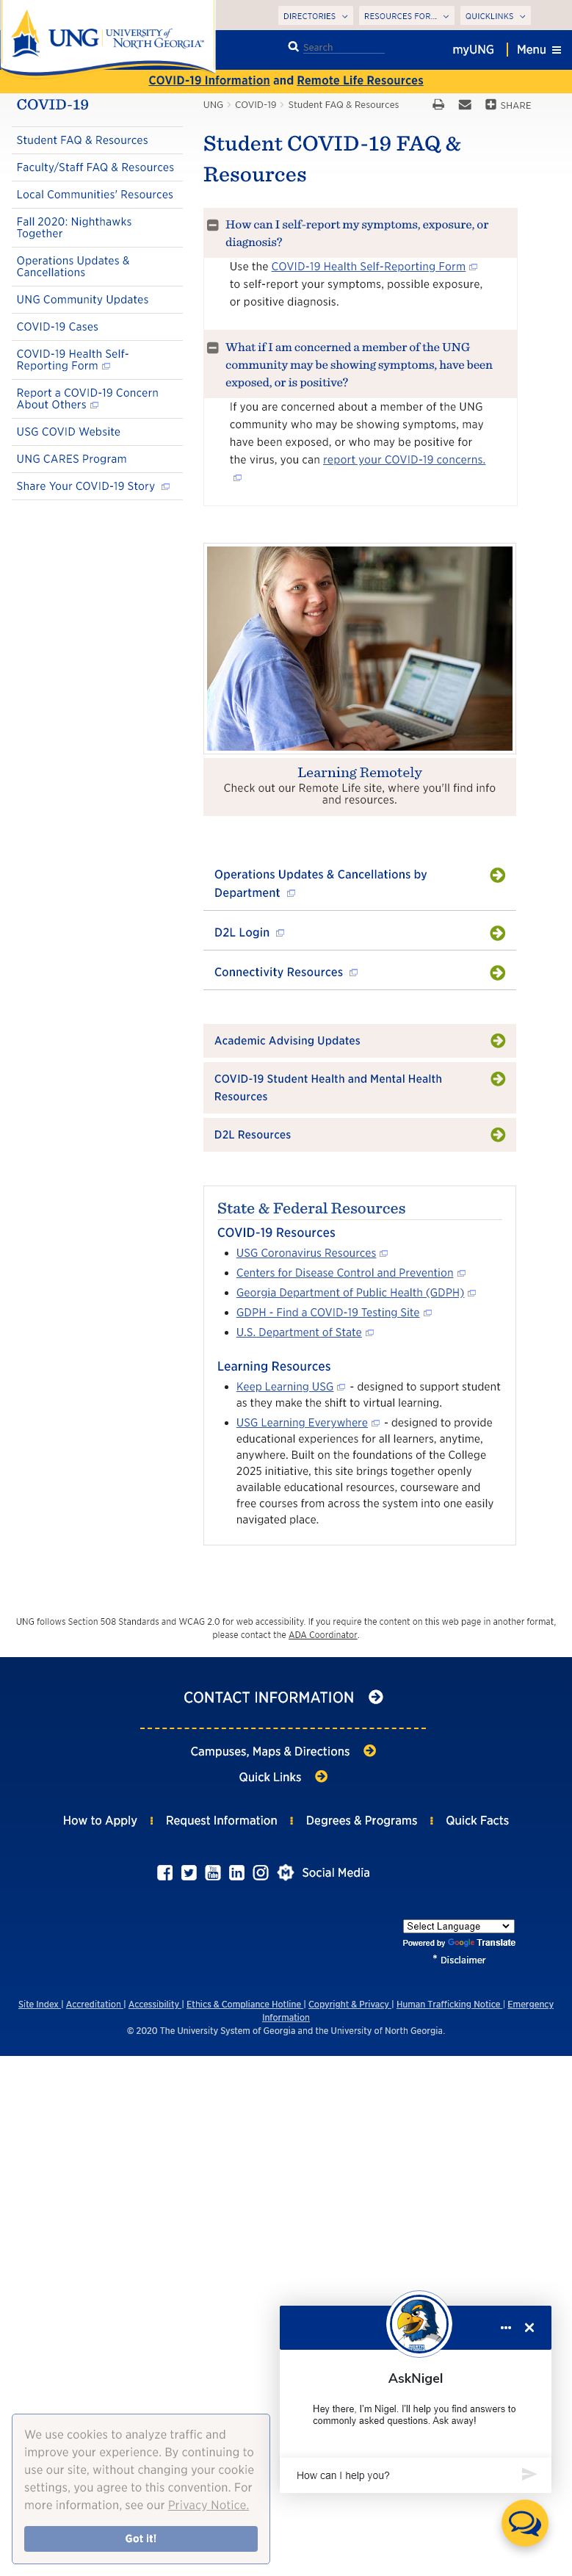 DIRECTORIES
RESOURCES FOR...
QUICKLINKS
UNG UNIVERSITY of
NORTH GEORGIA
Search
myUNG | Menu
COVID-19 Information and Remote Life Resources
COVID-19
Student FAQ & Resources
Faculty/Staff FAQ & Resources
Local Communities' Resources
Fall 2020: Nighthawks
Together
Operations Updates &
Cancellations
UNG Community Updates
COVID-19 Cases
COVID-19 Health Self-
Reporting Form
Report a COVID-19 Concern
About Others
USG COVID Website
UNG CARES Program
Share Your COVID-19 Story
UNG > COVID-19 > Student FAQ & Resources
SHARE
Student COVID-19 FAQ &
Resources
How can I self-report my symptoms, exposure, or
diagnosis?
Use the COVID-19 Health Self-Reporting Form
to self-report your symptoms, possible exposure,
or positive diagnosis.
What if I am concerned a member of the UNG
community may be showing symptoms, have been
exposed, or is positive?
If you are concerned about a member of the UNG
community who may be showing symptoms, may
have been exposed, or who may be positive for
the virus, you can report your COVID-19 concerns.
Learning Remotely
Check out our Remote Life site, where you'll find info
and resources.
Operations Updates & Cancellations by
Department
D2L Login
Connectivity Resources
Academic Advising Updates
COVID-19 Student Health and Mental Health
Resources
D2L Resources
State & Federal Resources
COVID-19 Resources
• USG Coronavirus Resources
• Centers for Disease Control and Prevention
• Georgia Department of Public Health (GDPH)
• GDPH - Find a COVID-19 Testing Site
• U.S. Department of State
Learning Resources
• Keep Learning USG - designed to support student
as they make the shift to virtual learning.
• USG Learning Everywhere - designed to provide
educational experiences for all learners, anytime,
anywhere. Built on the foundations of the College
2025 initiative, this site brings together openly
available educational resources, courseware and
free courses from across the system into one easily
navigated place.
UNG follows Section 508 Standards and WCAG 2.0 for web accessibility. If you require the content on this web page in another format,
please contact the ADA Coordinator.
CONTACT INFORMATION
Campuses, Maps & Directions
Quick Links
How to Apply
Request Information
Degrees & Programs
Quick Facts
Social Media
Select Language
Powered by Google Translate
* Disclaimer
Site Index | Accreditation | Accessibility | Ethics & Compliance Hotline | Copyright & Privacy | Human Trafficking Notice | Emergency
Information
© 2020 The University System of Georgia and the University of North Georgia.
AskNigel
Hey there, I'm Nigel. I'll help you find answers to
commonly asked questions. Ask away!
How can I help you?
We use cookies to analyze traffic and
improve your experience. By continuing to
use our site, without changing your cookie
settings, you agree to this convention. For
more information, see our Privacy Notice.
Got it!